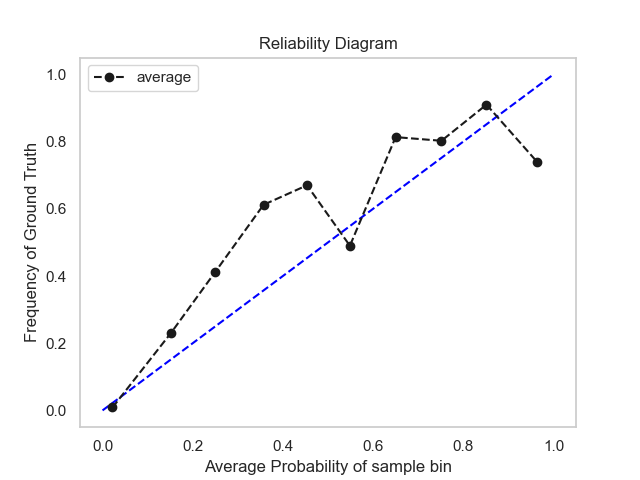 Reliability Diagram
average
1.0
0.8
0.6
0.4
0.2
0.0
Frequency of Ground Truth
0.0 0.2 0.4 0.6 0.8 1.0
Average Probability of sample bin